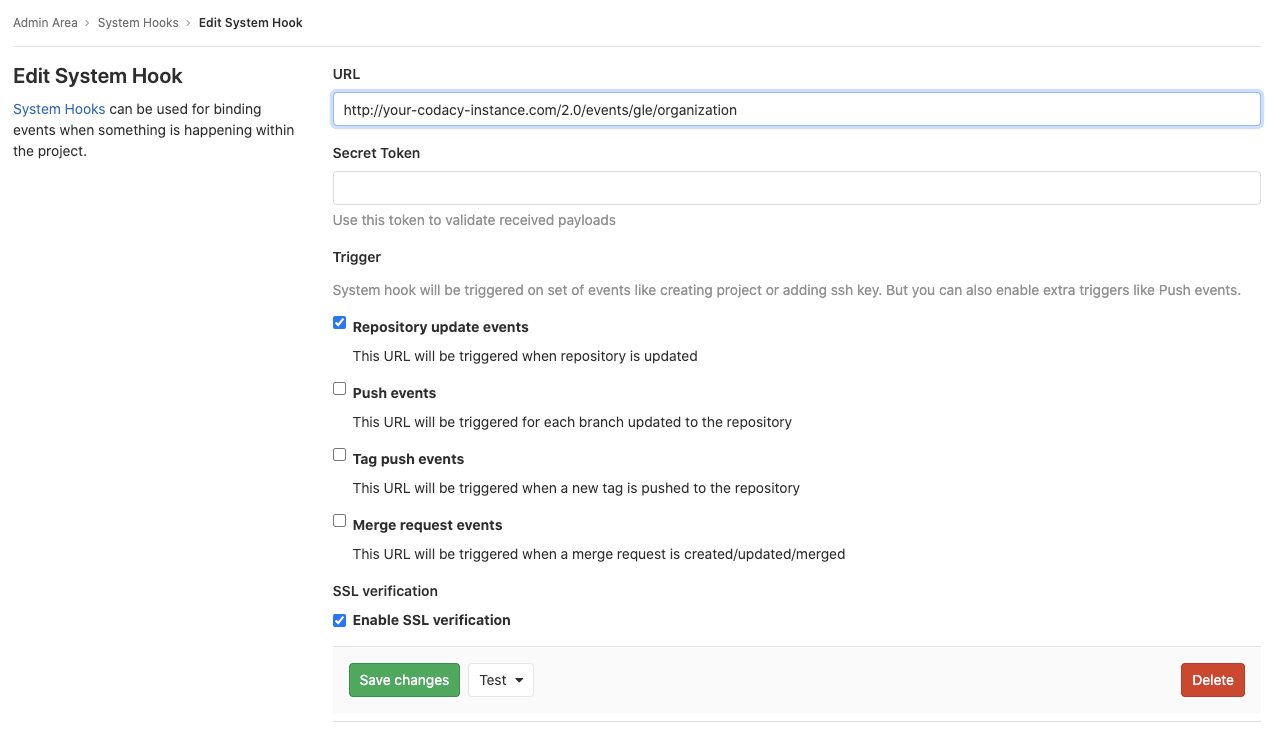 Admin Area › System Hooks › Edit System Hook
Edit System Hook
System Hooks can be used for binding
events when something is happening within
the project.
URL
http://your-codacy-instance.com/2.0/events/gle/organization
Secret Token
Use this token to validate received payloads
Trigger
System hook will be triggered on set of events like creating project or adding ssh key. But you can also enable extra triggers like Push events.
Repository update events
This URL will be triggered when repository is updated
Push events
This URL will be triggered for each branch updated to the repository
Tag push events
This URL will be triggered when a new tag is pushed to the repository
Merge request events
This URL will be triggered when a merge request is created/updated/merged
SSL verification
Enable SSL verification
Save changes Test Delete